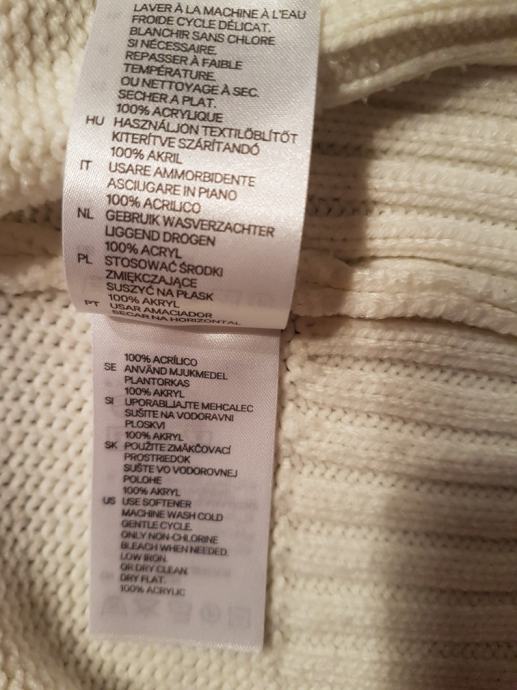 LAVER À LA MACHINE À L'EAU
FROIDE CYCLE DÉLICAT.
BLANCHIR SANS CHLORE
SI NÉCESSAIRE.
REPASSER À FAIBLE
TEMPÉRATURE.
OU NETTOYAGE À SEC.
SECHER A PLAT.
100% ACRYLIQUE
HU HASZNÁLJON TEXTILÖBLÍTŐT
KITERÍTVE SZÁRÍTANDÓ
100% AKRIL
IT USARE AMMORBIDENTE
ASCIUGARE IN PIANO
100% ACRILICO
NL GEBRUIK WASVERZACHTER
LIGGEND DROGEN
100% ACRYL
PL STOSOWAĆ ŚRODKI
ZMIĘKCZAJĄCE
SUSZYĆ NA PŁASK
100% AKRYL
PT USAR AMACIADOR
SECAR NA HORIZONTAL
100% ACRÍLICO
SE ANVÄND MJUKMEDEL
PLANTORKAS
100% AKRYL
SI UPORABLJAJTE MEHCALEC
SUŠITE NA VODORAVNI
PLOSKVI
100% AKRYL
SK POUŽITE ZMÄKČOVACÍ
PROSTRIEDOK
SUŠTE VO VODOROVNEJ
POLOHE
100% AKRYL
US USE SOFTENER
MACHINE WASH COLD
GENTLE CYCLE.
ONLY NON-CHLORINE
BLEACH WHEN NEEDED.
LOW IRON.
OR DRY CLEAN.
DRY FLAT.
100% ACRYLIC